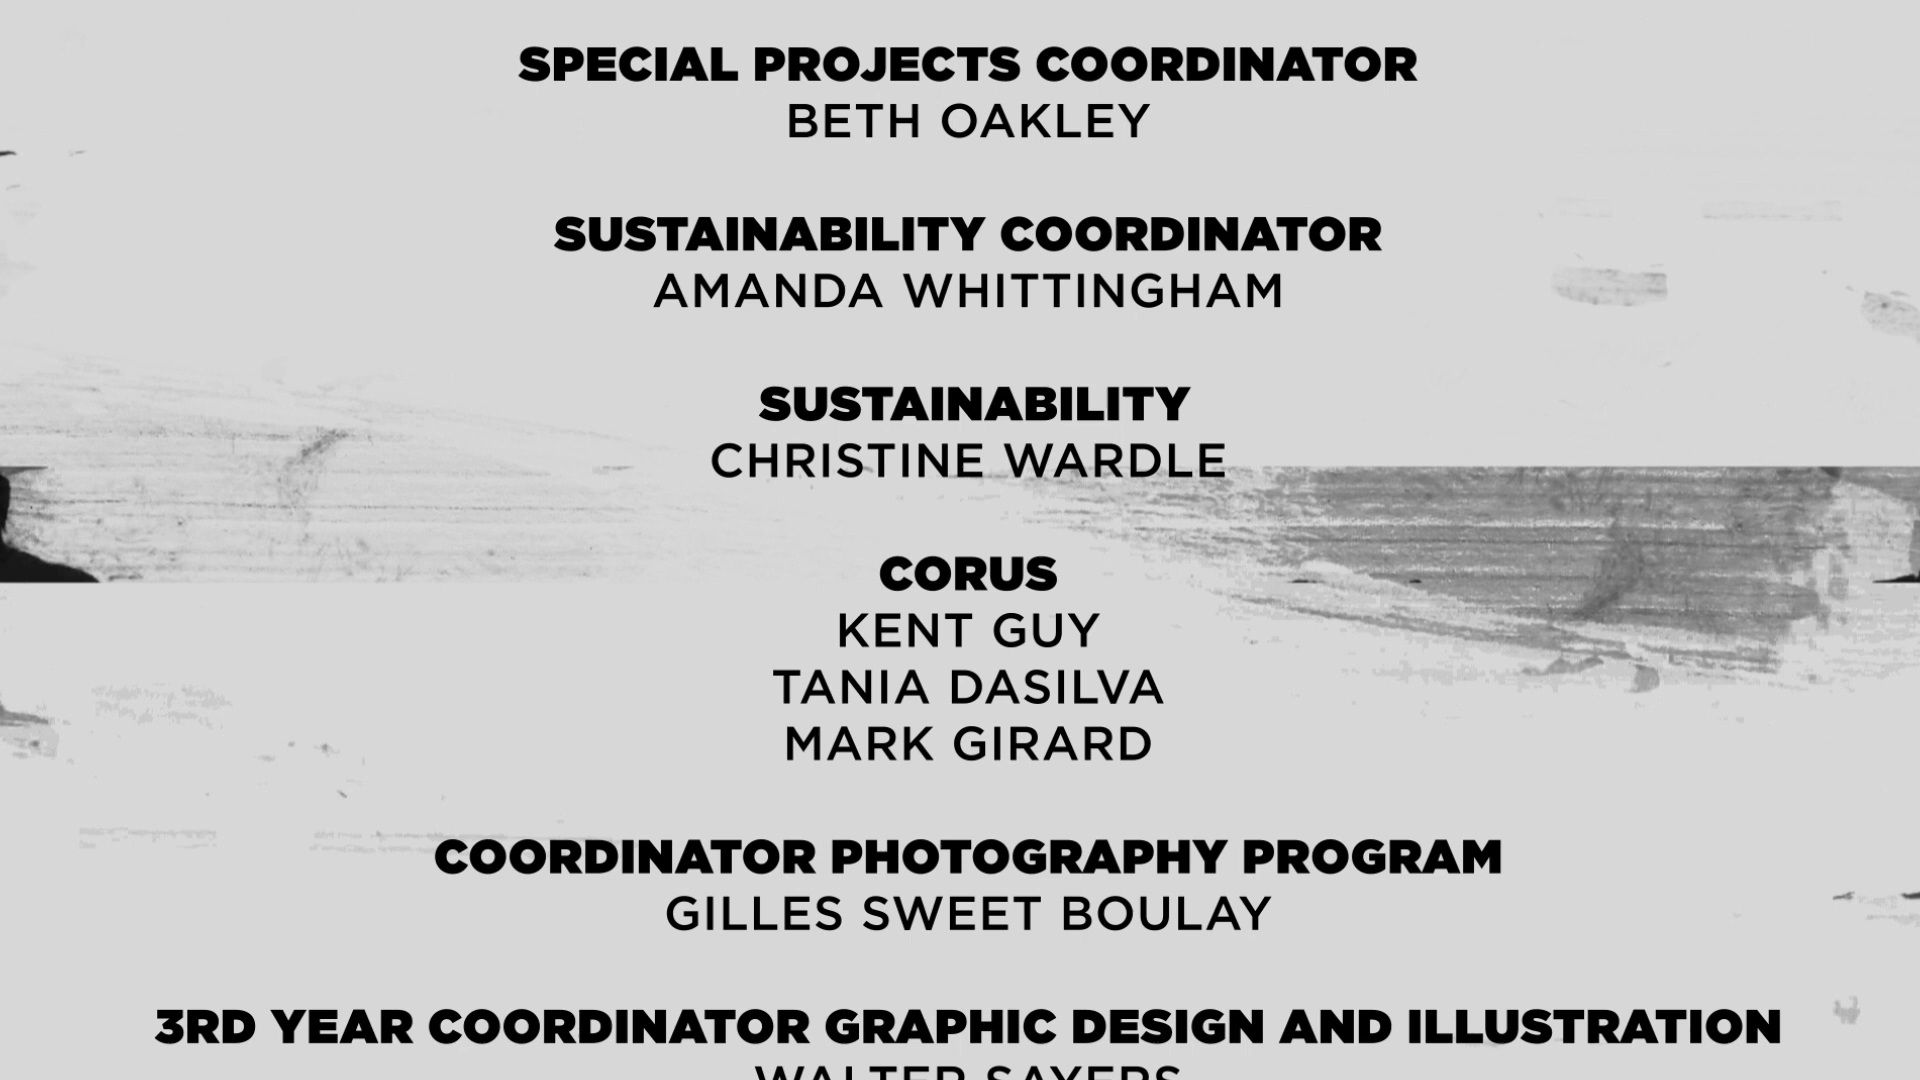 SPECIAL PROJECTS COORDINATOR
BETH OAKLEY
SUSTAINABILITY COORDINATOR
AMANDA WHITTINGHAM
SUSTAINABILITY
CHRISTINE WARDLE
CORUS
KENT GUY
TANIA DASILVA
MARK GIRARD
COORDINATOR PHOTOGRAPHY PROGRAM
GILLES SWEET BOULAY
3RD YEAR COORDINATOR GRAPHIC DESIGN AND ILLUSTRATION
WALTER SAYERS